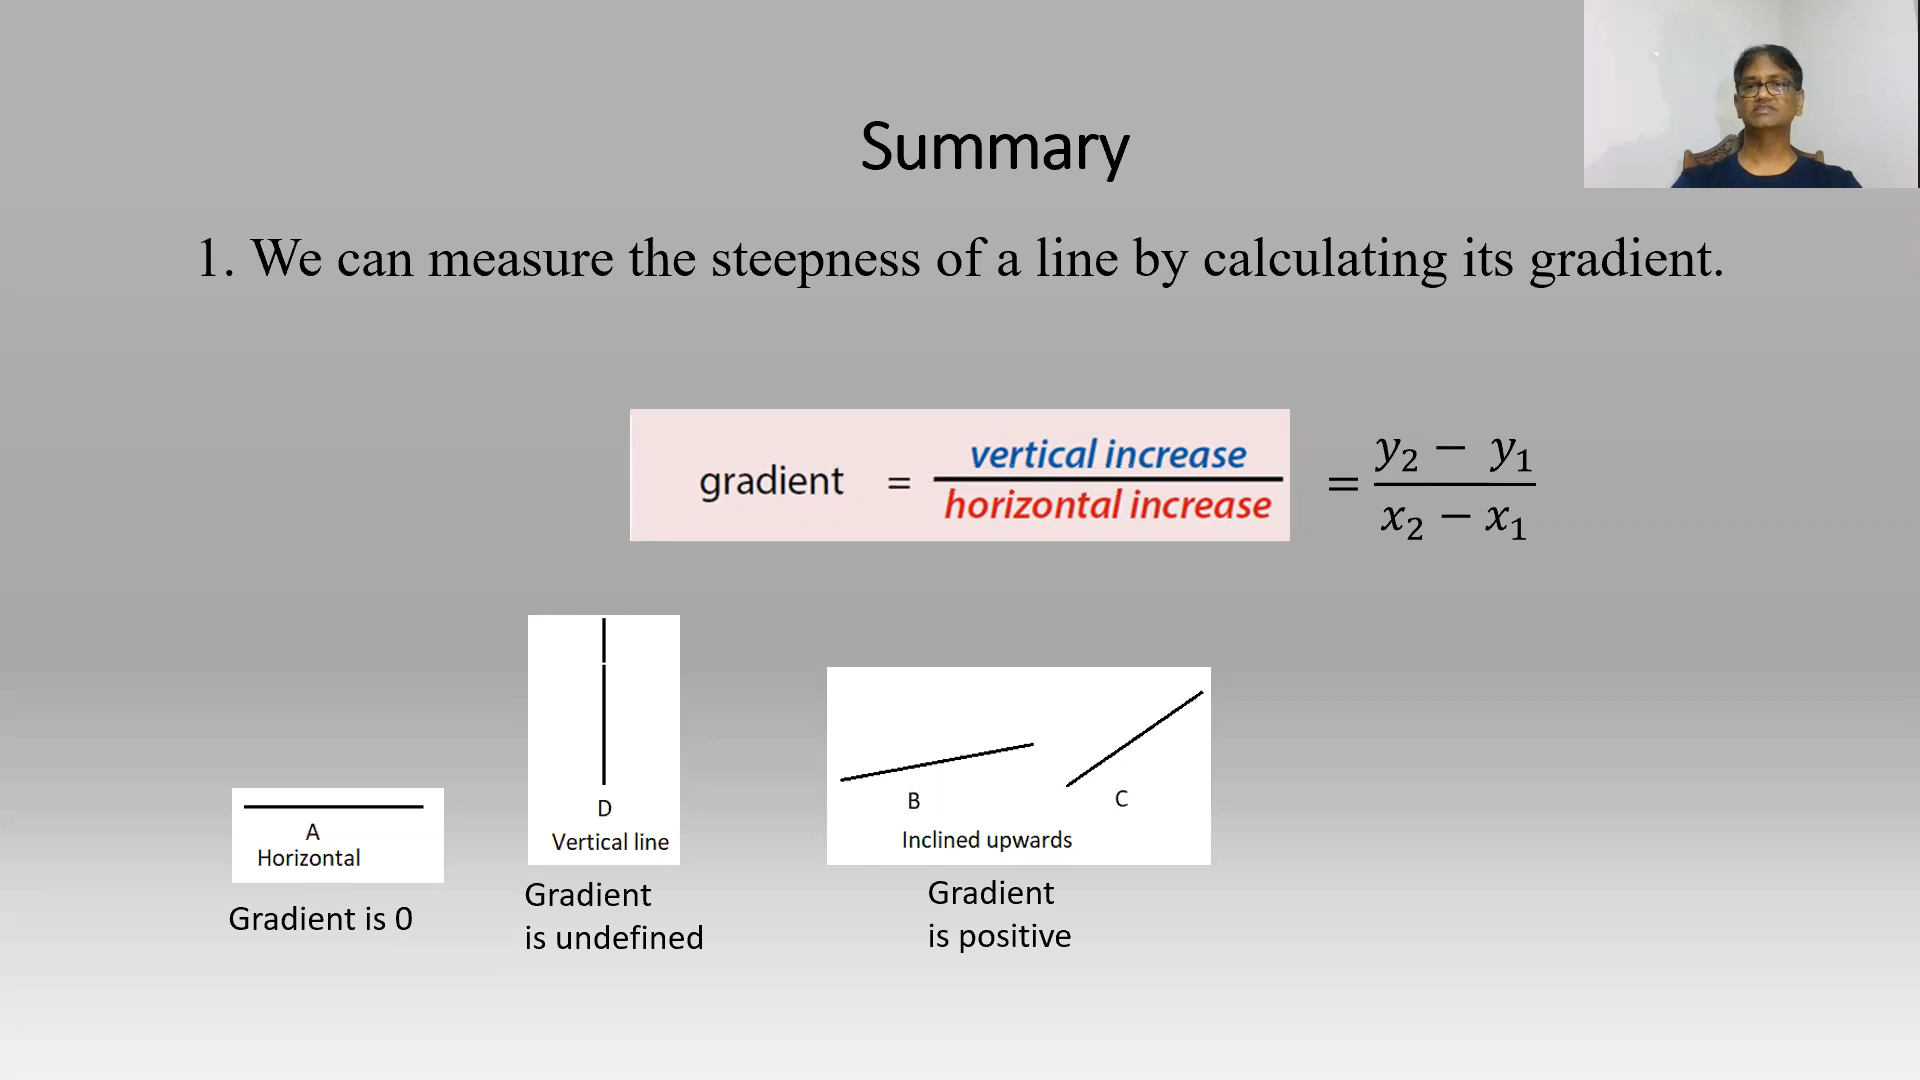 Summary
1. We can measure the steepness of a line by calculating its gradient.
gradient = vertical increase / horizontal increase = y₂ − y₁ / x₂ − x₁
A
Horizontal
Gradient is 0
D
Vertical line
Gradient
is undefined
B C
Inclined upwards
Gradient
is positive